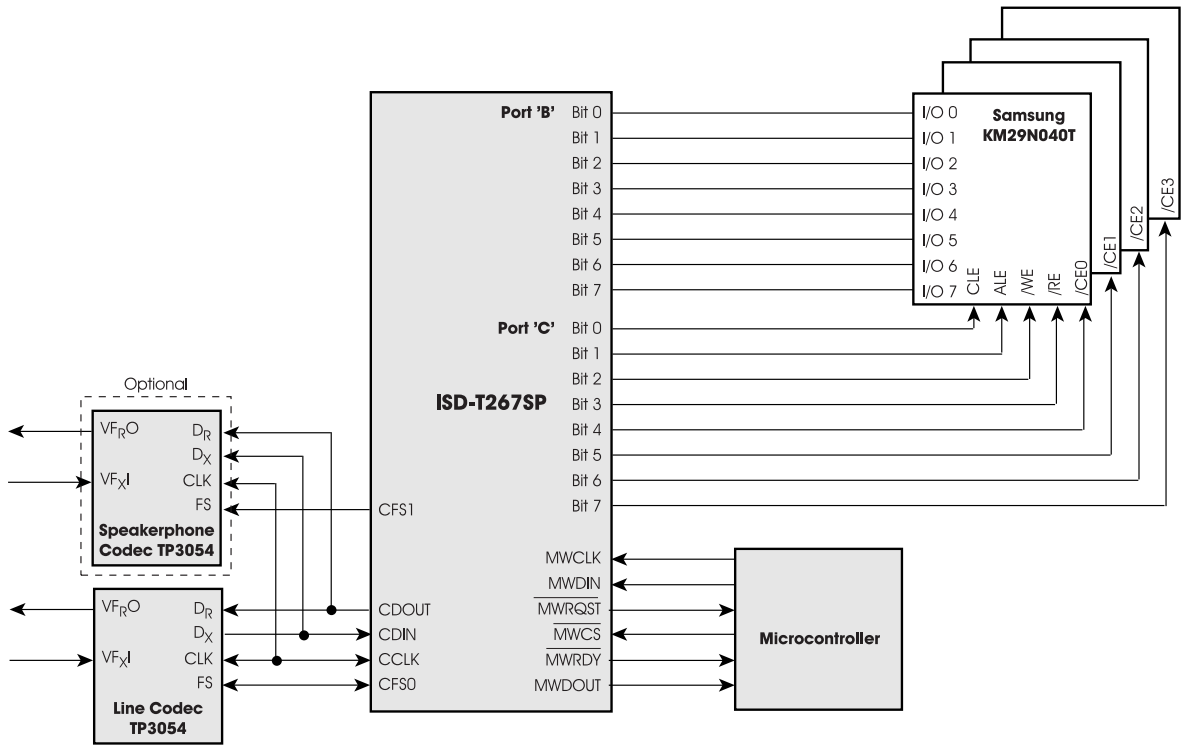 Port 'B' Bit 0
Bit 1
Bit 2
Bit 3
Bit 4
Bit 5
Bit 6
Bit 7
Port 'C' Bit 0
Bit 1
Bit 2
Bit 3
Bit 4
Bit 5
Bit 6
Bit 7
ISD-T267SP
CFS1
CDOUT
CDIN
CCLK
CFS0
MWCLK
MWDIN
MWRQST
MWCS
MWRDY
MWDOUT
Samsung
KM29N040T
I/O 0
I/O 1
I/O 2
I/O 3
I/O 4
I/O 5
I/O 6
I/O 7
CLE
ALE
/WE
/RE
/CE0
/CE1
/CE2
/CE3
Optional
VFRO DR
DX
VFXI CLK
FS
Speakerphone
Codec TP3054
VFRO DR
DX
VFXI CLK
FS
Line Codec
TP3054
Microcontroller